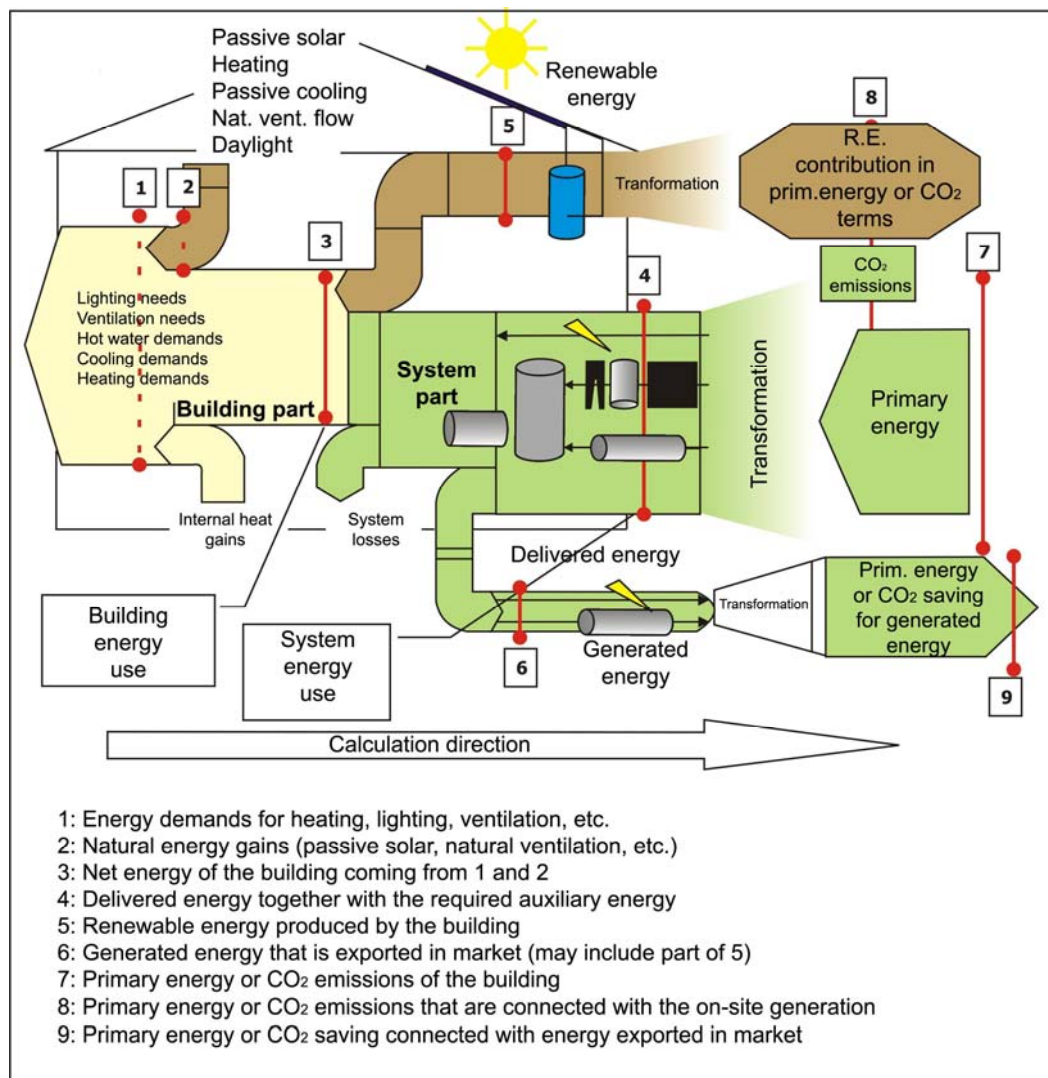 Passive solar
Heating
Passive cooling
Nat. vent. flow
Daylight
Renewable
energy
8
5
R.E.
contribution in
prim.energy or CO₂
terms
1
2
Tranformation
3
7
4
CO₂
emissions
Lighting needs
Ventilation needs
Hot water demands
Cooling demands
Heating demands
System
part
Building part
Transformation
Primary
energy
Internal heat
gains
System
losses
Delivered energy
Building
energy
use
System
energy
use
6
Generated
energy
Transformation
Prim. energy
or CO₂ saving
for generated
energy
9
Calculation direction
1: Energy demands for heating, lighting, ventilation, etc.
2: Natural energy gains (passive solar, natural ventilation, etc.)
3: Net energy of the building coming from 1 and 2
4: Delivered energy together with the required auxiliary energy
5: Renewable energy produced by the building
6: Generated energy that is exported in market (may include part of 5)
7: Primary energy or CO₂ emissions of the building
8: Primary energy or CO₂ emissions that are connected with the on-site generation
9: Primary energy or CO₂ saving connected with energy exported in market